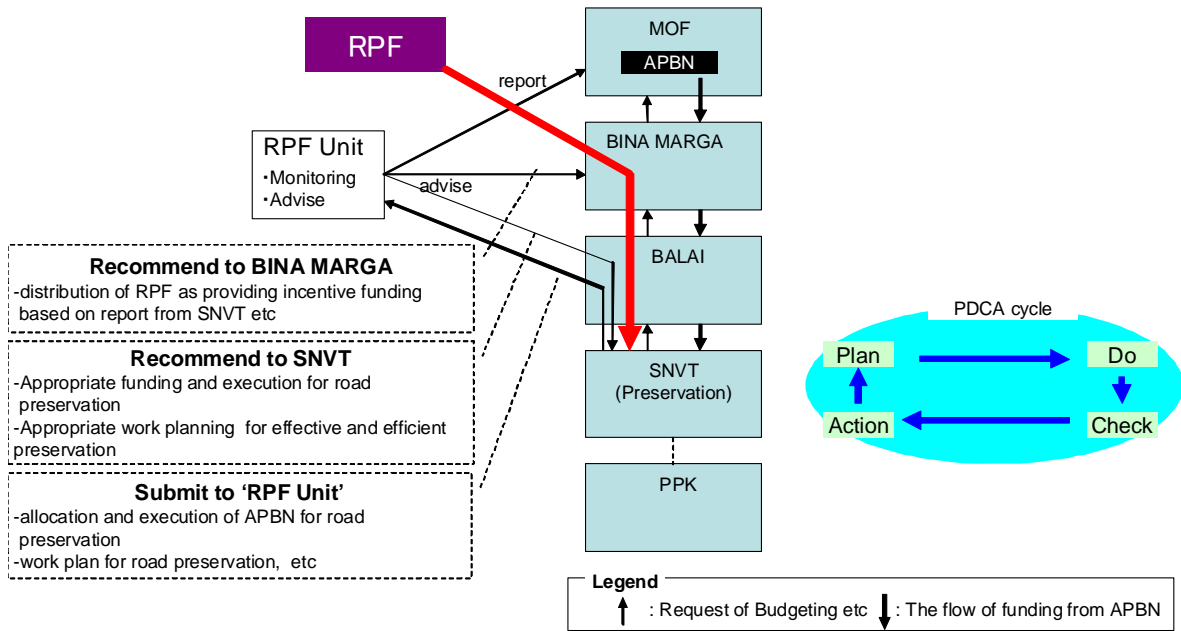 RPF
MOF
APBN
report
BINA MARGA
RPF Unit
・Monitoring
・Advise
advise
Recommend to BINA MARGA
-distribution of RPF as providing incentive funding
based on report from SNVT etc
BALAI
Recommend to SNVT
-Appropriate funding and execution for road
preservation
-Appropriate work planning for effective and efficient
preservation
SNVT
(Preservation)
Submit to ‘RPF Unit’
-allocation and execution of APBN for road
preservation
-work plan for road preservation, etc
PPK
PDCA cycle
Plan
Do
Action
Check
Legend
: Request of Budgeting etc
: The flow of funding from APBN